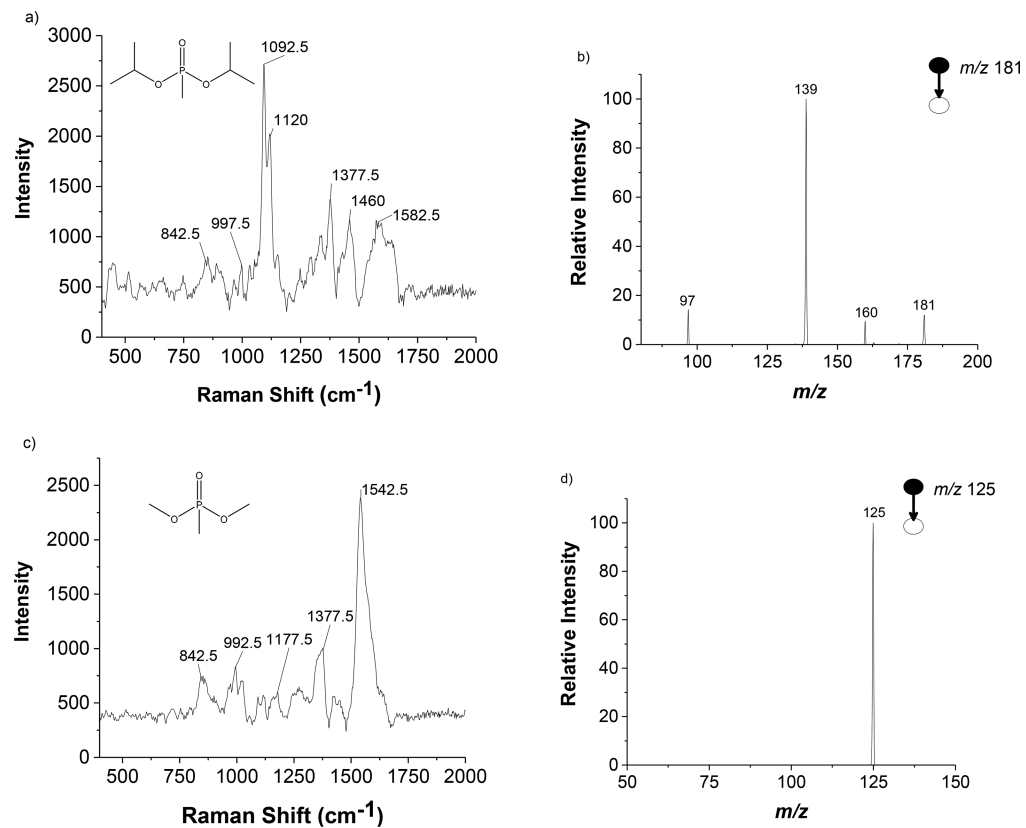 a)
3000
2500
2000
1500
1000
500
0
Intensity
500 750 1000 1250 1500 1750 2000
Raman Shift (cm-1)
O
P
O O
1092.5
1120
1377.5
1460
1582.5
997.5
842.5
b)
m/z 181
100
80
60
40
20
0
Relative Intensity
100 125 150 175 200
m/z
139
97
160
181
c)
2500
2000
1500
1000
500
0
Intensity
500 750 1000 1250 1500 1750 2000
Raman Shift (cm-1)
O
P
O O
1542.5
1377.5
1177.5
992.5
842.5
d)
m/z 125
100
80
60
40
20
0
Relative Intensity
50 75 100 125 150
m/z
125